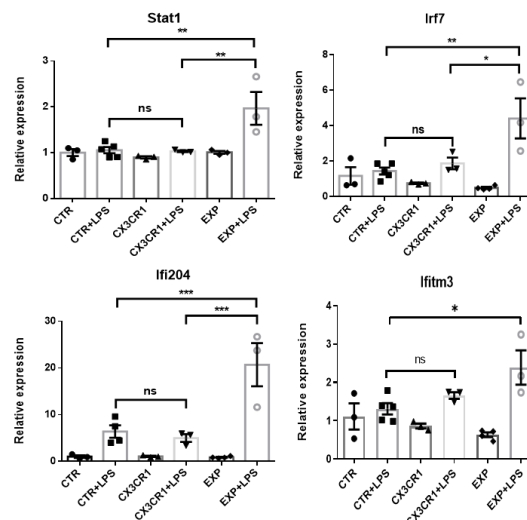 Stat1
**
**
ns
Relative expression
3
2
1
0
CTR
CTR+LPS
CX3CR1
CX3CR1+LPS
EXP
EXP+LPS
Irf7
**
*
ns
Relative expression
8
6
4
2
0
CTR
CTR+LPS
CX3CR1
CX3CR1+LPS
EXP
EXP+LPS
Ifi204
***
***
ns
Relative expression
30
20
10
0
CTR
CTR+LPS
CX3CR1
CX3CR1+LPS
EXP
EXP+LPS
Ifitm3
*
ns
Relative expression
4
3
2
1
0
CTR
CTR+LPS
CX3CR1
CX3CR1+LPS
EXP
EXP+LPS